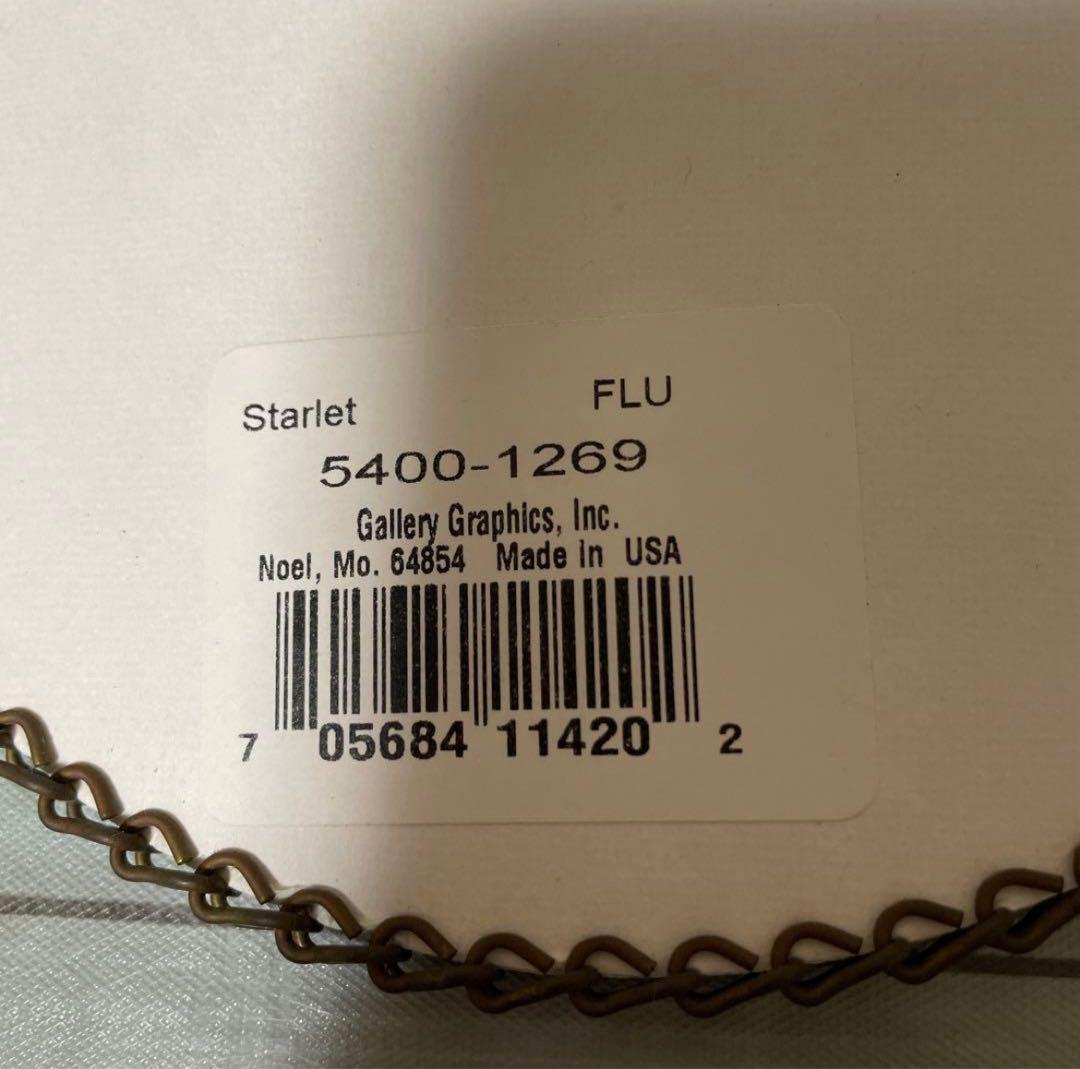 Starlet FLU
5400-1269
Gallery Graphics, Inc.
Noel, Mo. 64854 Made in USA
7 05684 11420 2